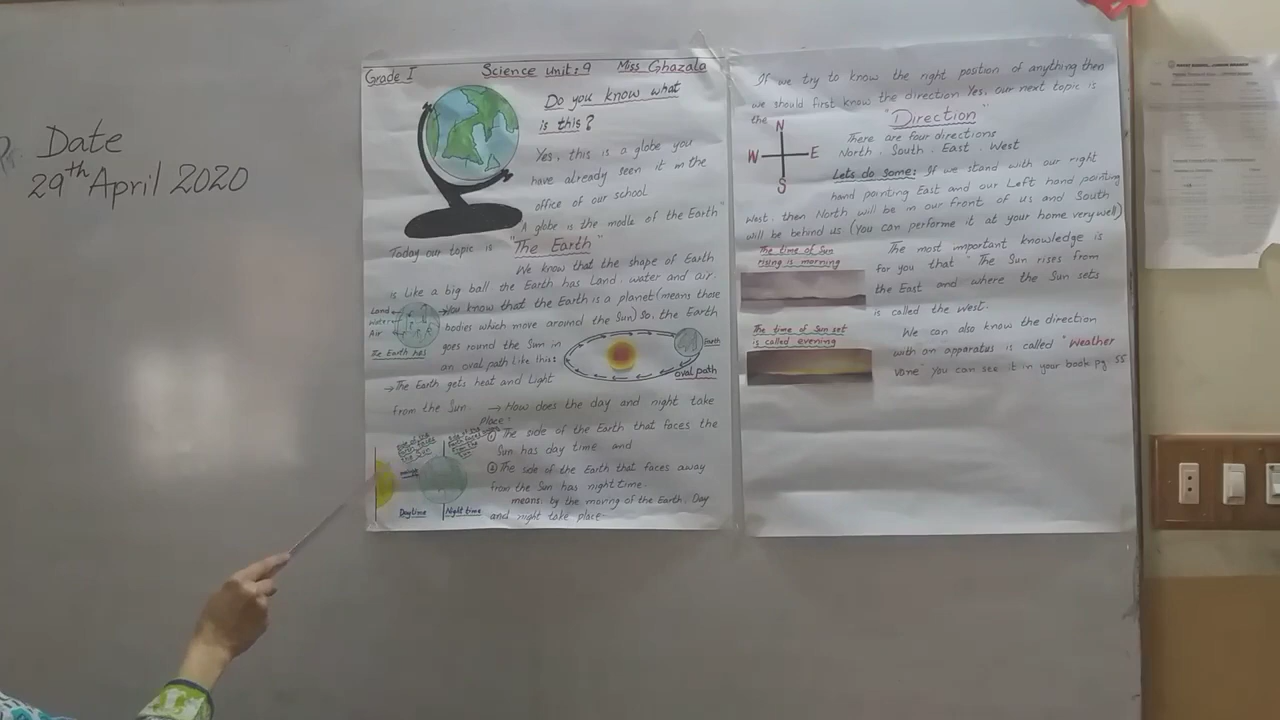 Date
29th April 2020
Grade I Science unit: 9 Miss Ghazala
Do you know what
is this?
Yes, this is a globe you
have already seen it in the
office of our school
"A globe is the modle of the Earth"
Today our topic is "The Earth"
We know that the shape of Earth
is Like a big ball the Earth has Land, water and air.
Land
Water
Air
The Earth has
→ You know that the Earth is a planet (means those
bodies which move around the Sun) So, the Earth
goes round the Sun in
an oval path like this:
Earth
oval path
→ The Earth gets heat and Light
from the Sun. → How does the day and night take
place?
① The side of the Earth that faces the
Sun has day time and
② The side of the Earth that faces away
from the Sun has night time.
means by the moving of the Earth, Day
and night take place
side of the
Earth faces
the Sun
Day time
Night time
If we try to know the right position of anything then
we should first know the direction Yes, our next topic is
the "Direction"
N
W E
S
There are four directions
North, South, East, West
Lets do some: If we stand with our right
hand pointing East and our Left hand pointing
West, then North will be in our front of us and South
will be behind us (You can performe it at your home very well)
The time of Sun
rising is morning
The most important knowledge is
for you that "The Sun rises from
the East and where the Sun sets
is called the West.
The time of Sun set
is called evening
We can also know the direction
with an apparatus is called "Weather
vane" You can see it in your book pg 55